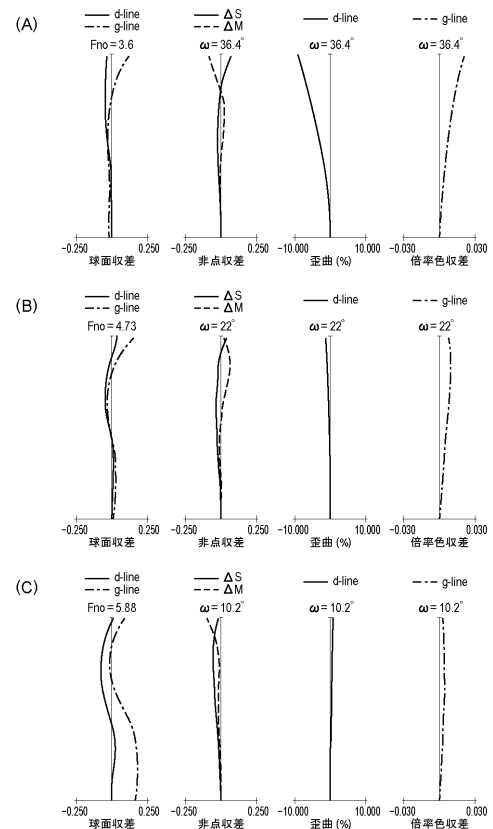 (A)
d-line
g-line
Fno=3.6
ΔS
ΔM
ω=36.4°
d-line
ω=36.4°
g-line
ω=36.4°
-0.250 0.250
球面収差
-0.250 0.250
非点収差
-10.000 10.000
歪曲(%)
-0.030 0.030
倍率色収差
(B)
d-line
g-line
Fno=4.73
ΔS
ΔM
ω=22°
d-line
ω=22°
g-line
ω=22°
-0.250 0.250
球面収差
-0.250 0.250
非点収差
-10.000 10.000
歪曲(%)
-0.030 0.030
倍率色収差
(C)
d-line
g-line
Fno=5.88
ΔS
ΔM
ω=10.2°
d-line
ω=10.2°
g-line
ω=10.2°
-0.250 0.250
球面収差
-0.250 0.250
非点収差
-10.000 10.000
歪曲(%)
-0.030 0.030
倍率色収差